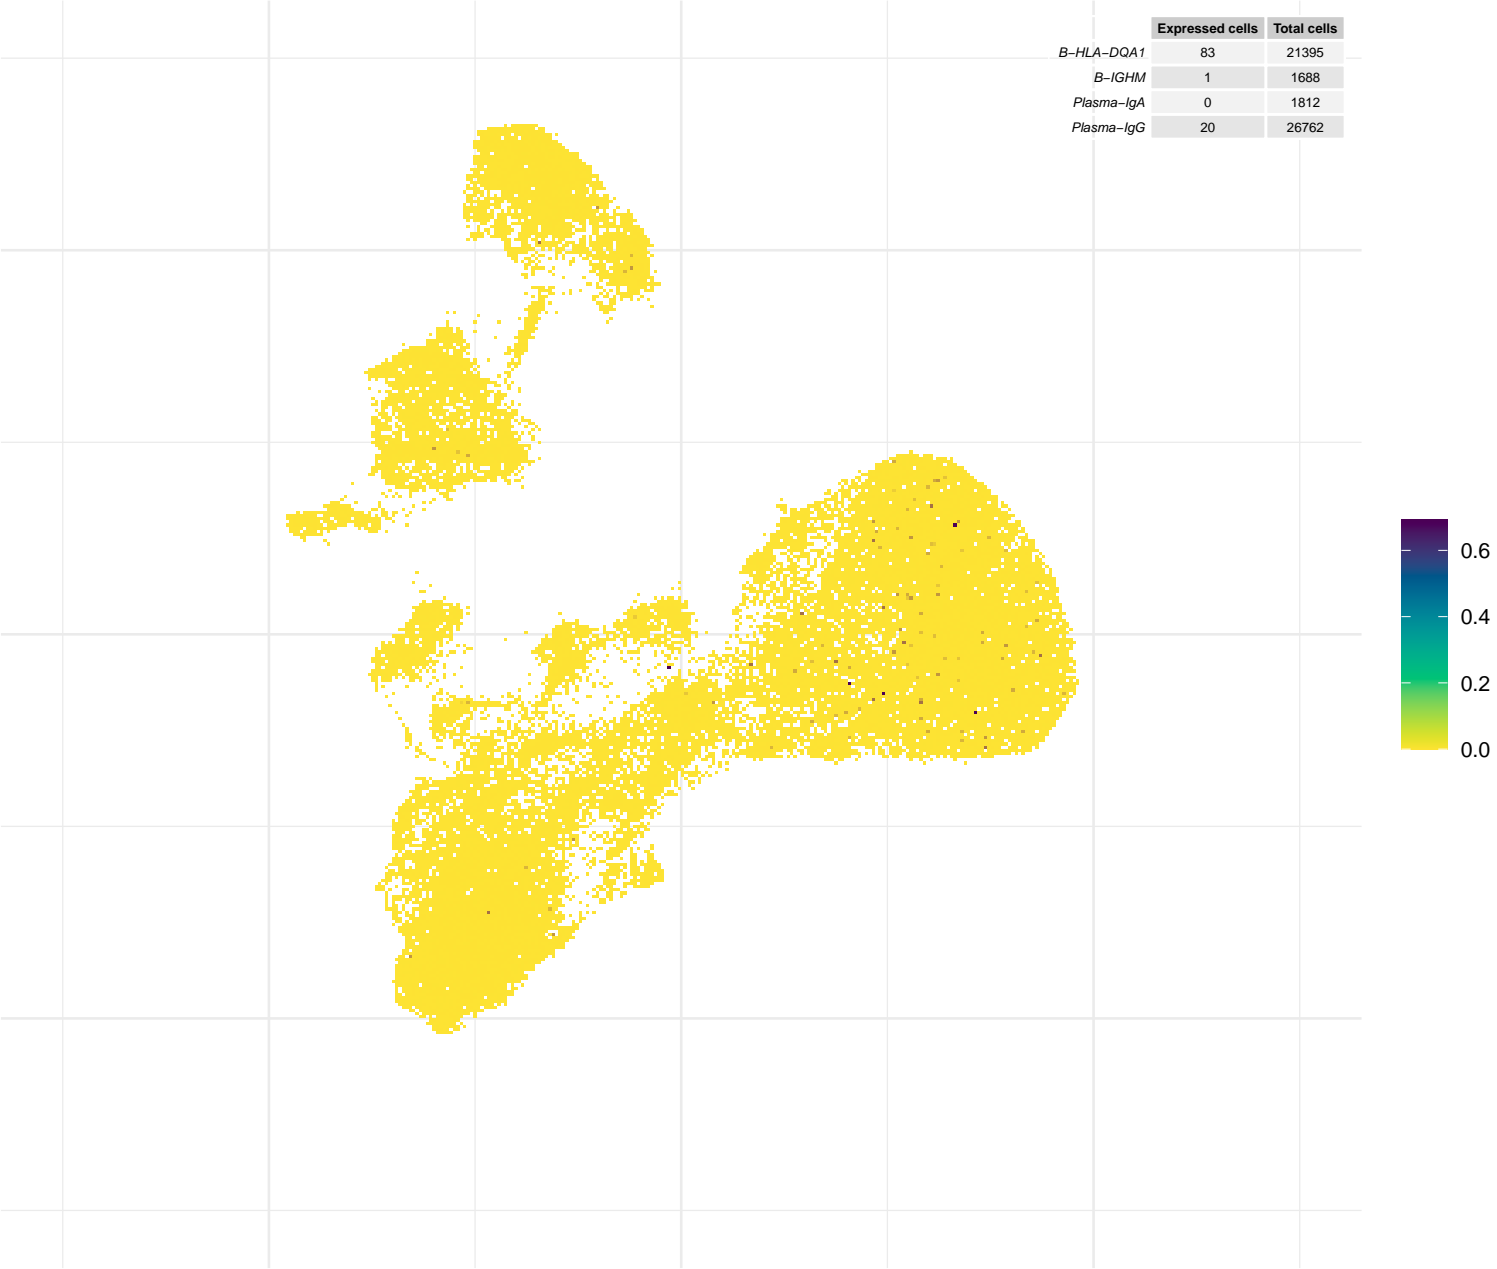 Expressed cells Total cells
B−HLA−DQA1 83 21395
B−IGHM 1 1688
Plasma−IgA 0 1812
Plasma−IgG 20 26762
0.6
0.4
0.2
0.0